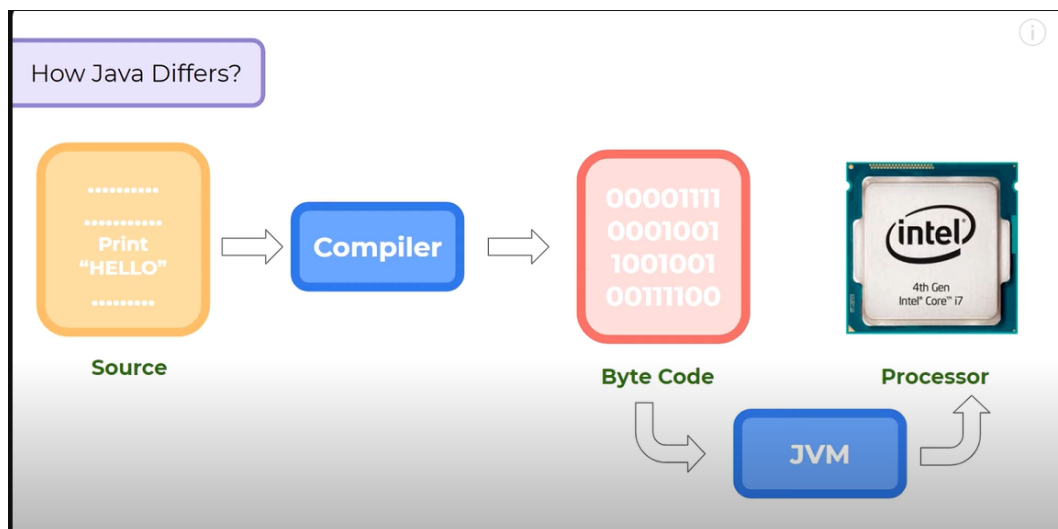 How Java Differs?
..........
...........
Print
“HELLO”
.........
Compiler
00001111
0001001
1001001
00111100
intel
4th Gen
Intel® Core™ i7
Source
Byte Code
Processor
JVM